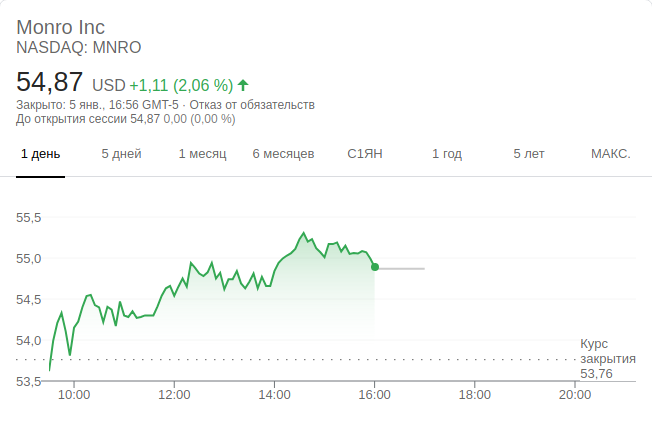 Monro Inc
NASDAQ: MNRO
54,87 USD +1,11 (2,06 %)
Закрыто: 5 янв., 16:56 GMT-5 · Отказ от обязательств
До открытия сессии 54,87 0,00 (0,00 %)
1 день 5 дней 1 месяц 6 месяцев С1ЯН 1 год 5 лет МАКС.
55,5
55,0
54,5
54,0
53,5
Курс
закрытия
53,76
10:00 12:00 14:00 16:00 18:00 20:00